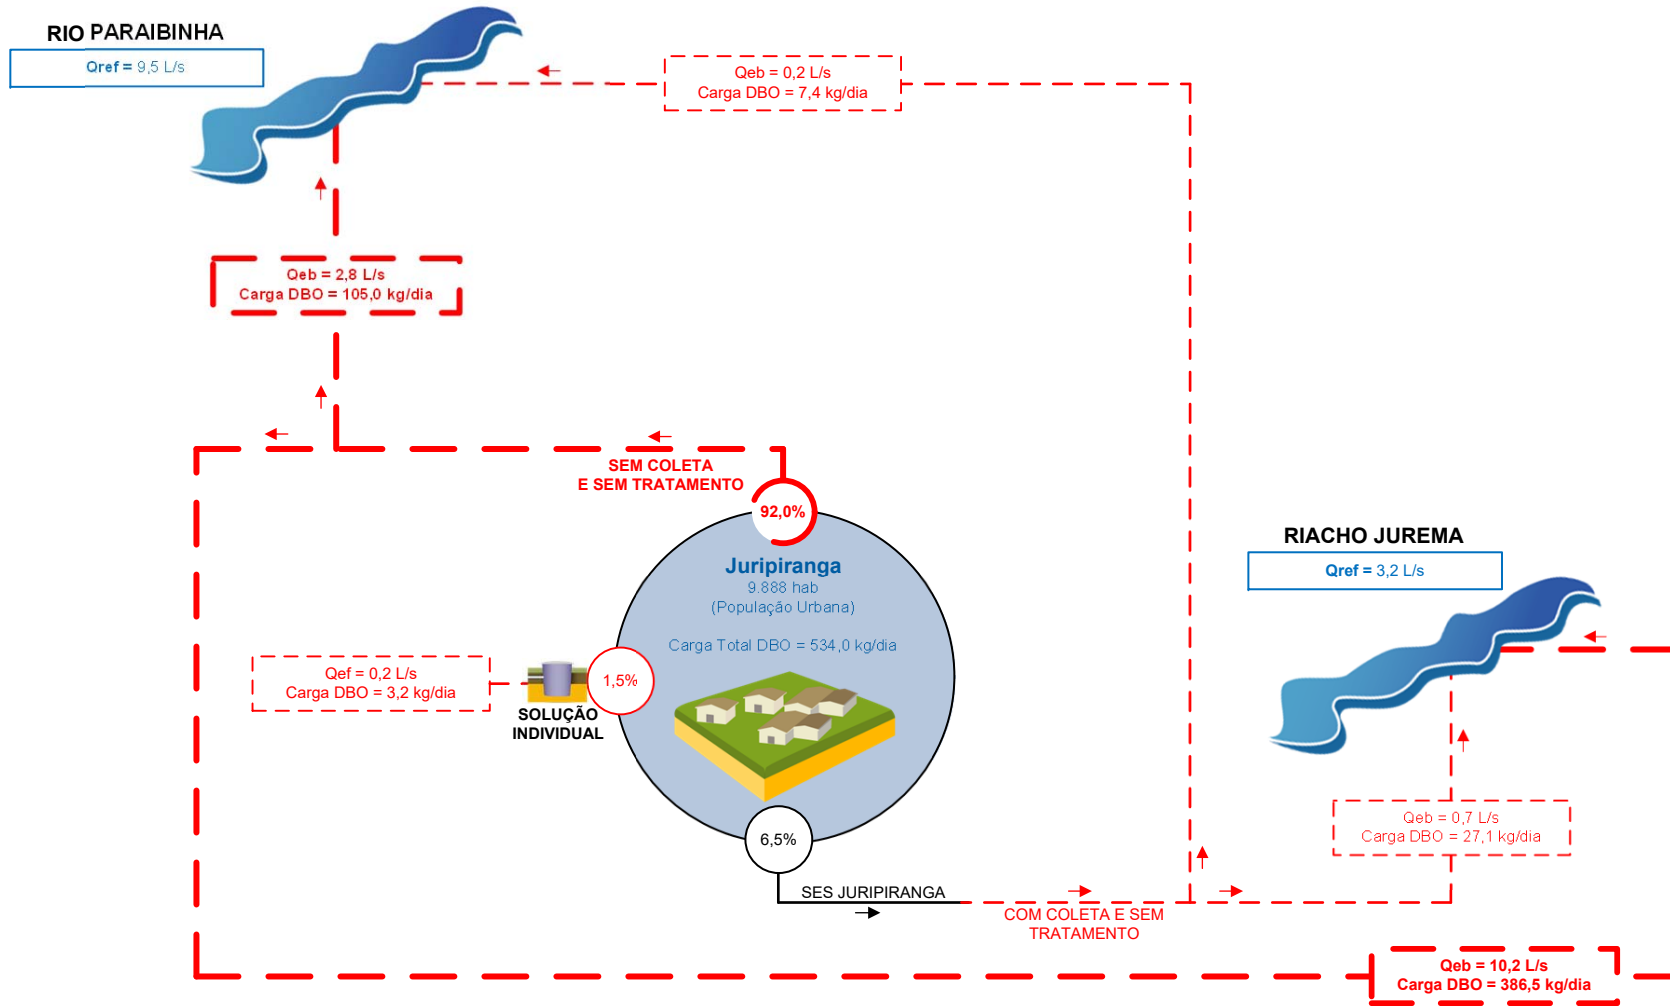 RIO PARAIBINHA
Qref = 9,5 L/s
Qeb = 0,2 L/s
Carga DBO = 7,4 kg/dia
Qeb = 2,8 L/s
Carga DBO = 105,0 kg/dia
SEM COLETA
E SEM TRATAMENTO
92,0%
Juripiranga
9.888 hab
(População Urbana)
Carga Total DBO = 534,0 kg/dia
RIACHO JUREMA
Qref = 3,2 L/s
Qef = 0,2 L/s
Carga DBO = 3,2 kg/dia
1,5%
SOLUÇÃO
INDIVIDUAL
6,5%
Qeb = 0,7 L/s
Carga DBO = 27,1 kg/dia
SES JURIPIRANGA
COM COLETA E SEM
TRATAMENTO
Qeb = 10,2 L/s
Carga DBO = 386,5 kg/dia